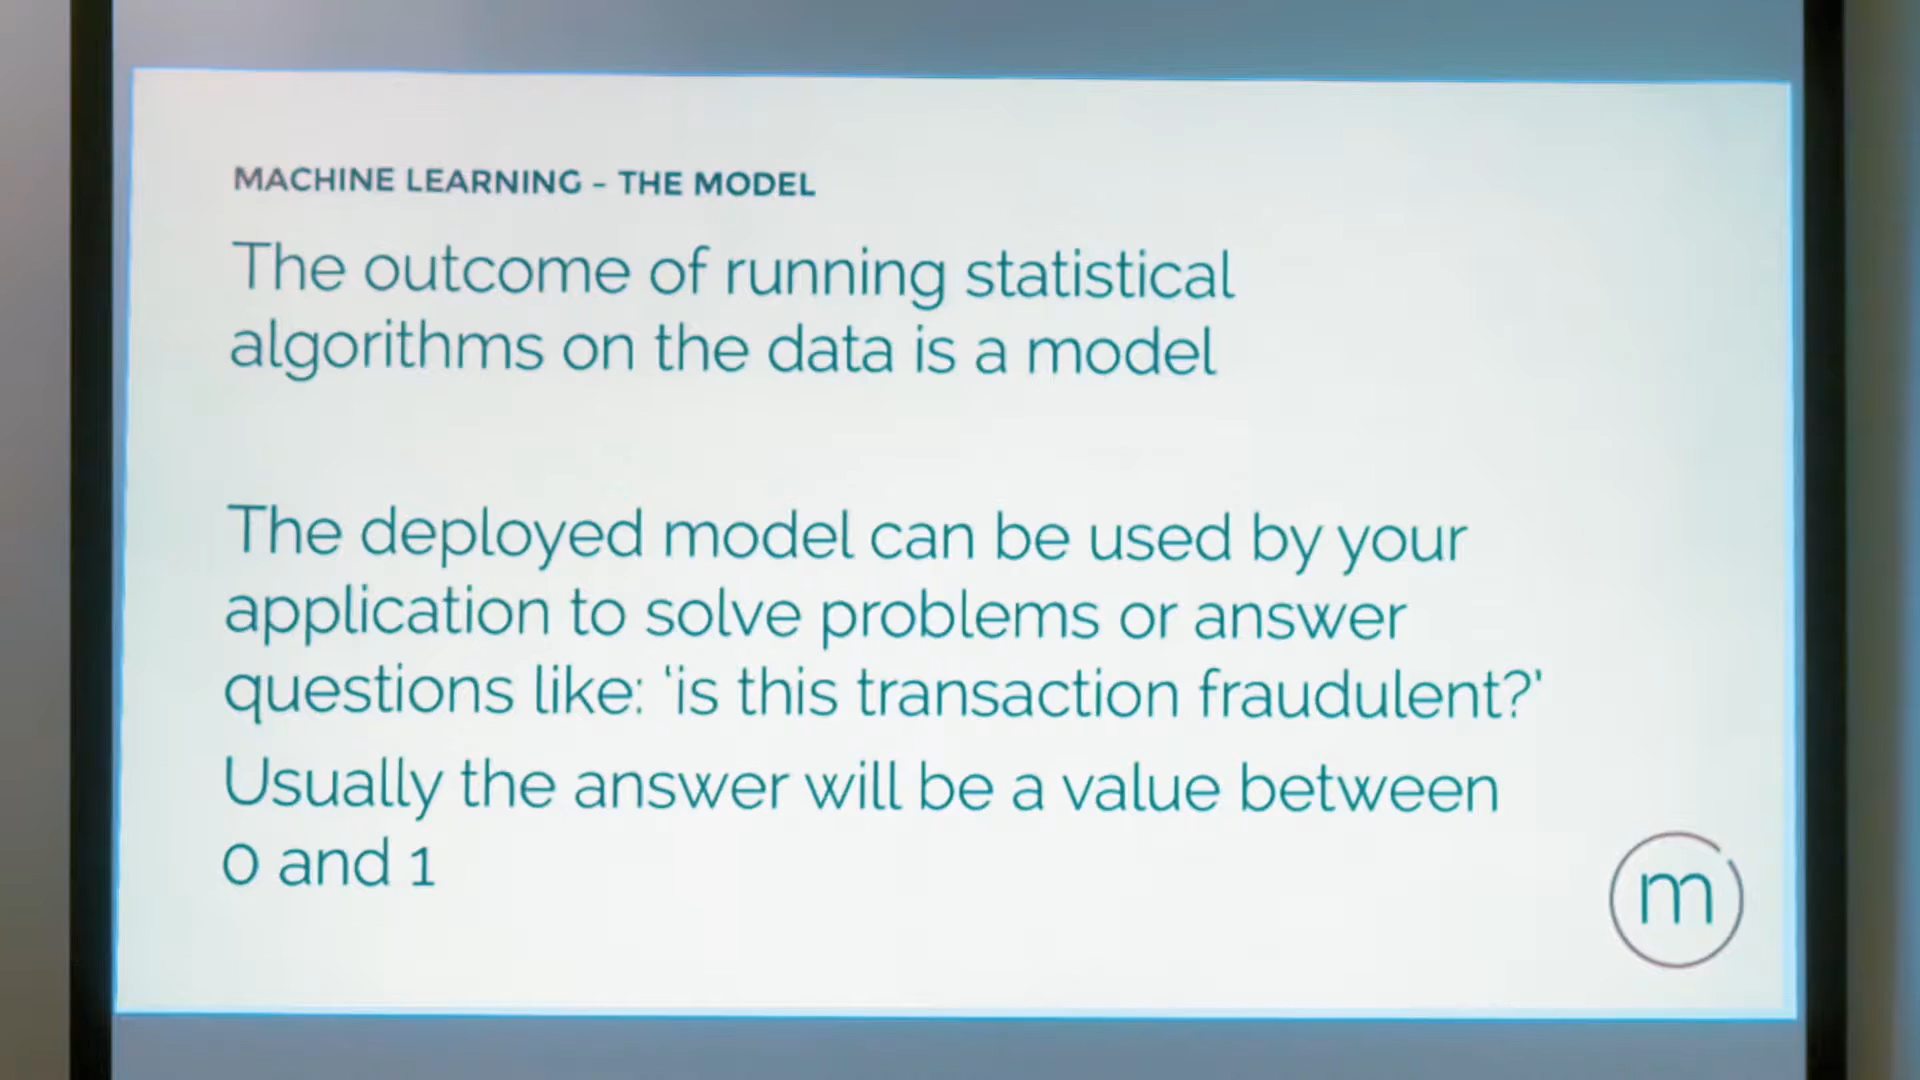 MACHINE LEARNING – THE MODEL
The outcome of running statistical
algorithms on the data is a model
The deployed model can be used by your
application to solve problems or answer
questions like: ‘is this transaction fraudulent?’
Usually the answer will be a value between
0 and 1
m